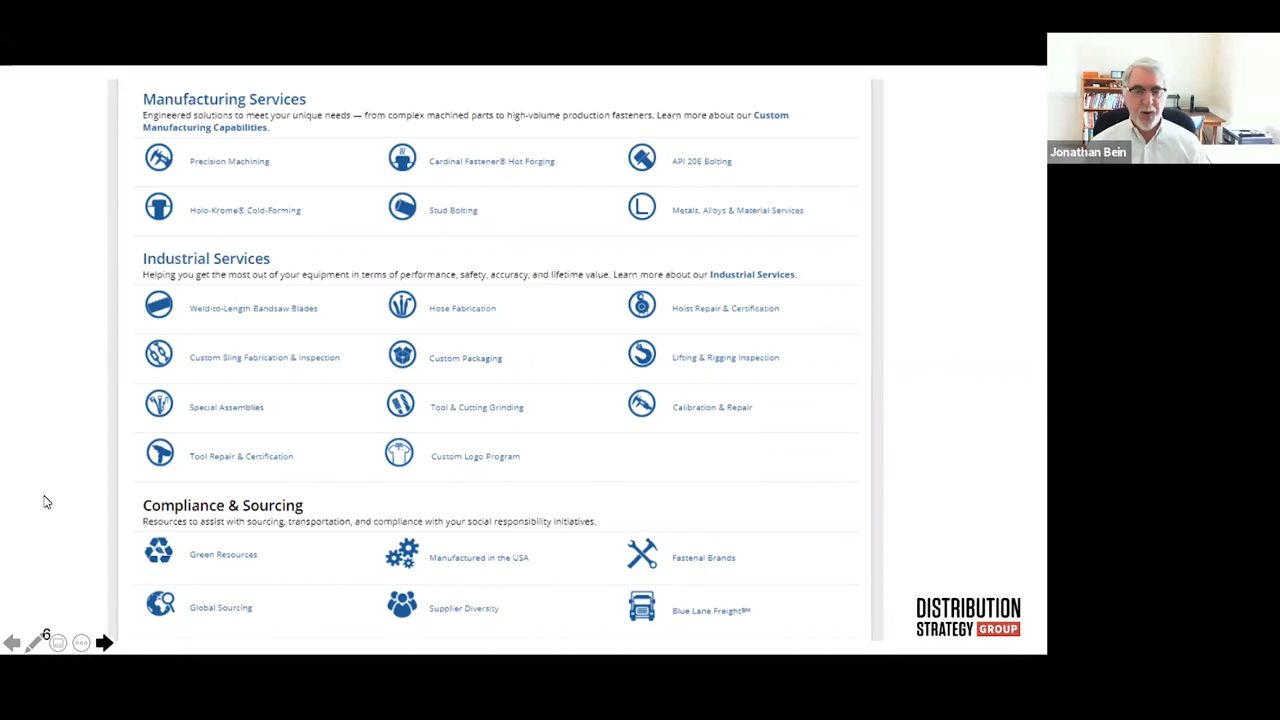 Manufacturing Services
Engineered solutions to meet your unique needs — from complex machined parts to high-volume production fasteners. Learn more about our Custom
Manufacturing Capabilities.
Precision Machining
Cardinal Fastener® Hot Forging
API 20E Bolting
Holo-Krome® Cold-Forming
Stud Bolting
Metals, Alloys & Material Services
Industrial Services
Helping you get the most out of your equipment in terms of performance, safety, accuracy, and lifetime value. Learn more about our Industrial Services.
Weld-to-Length Bandsaw Blades
Hose Fabrication
Hoist Repair & Certification
Custom Sling Fabrication & Inspection
Custom Packaging
Lifting & Rigging Inspection
Special Assemblies
Tool & Cutting Grinding
Calibration & Repair
Tool Repair & Certification
Custom Logo Program
Compliance & Sourcing
Resources to assist with sourcing, transportation, and compliance with your social responsibility initiatives.
Green Resources
Manufactured in the USA
Fastenal Brands
Global Sourcing
Supplier Diversity
Blue Lane Freight℠
6
DISTRIBUTION
STRATEGY GROUP
Jonathan Bein